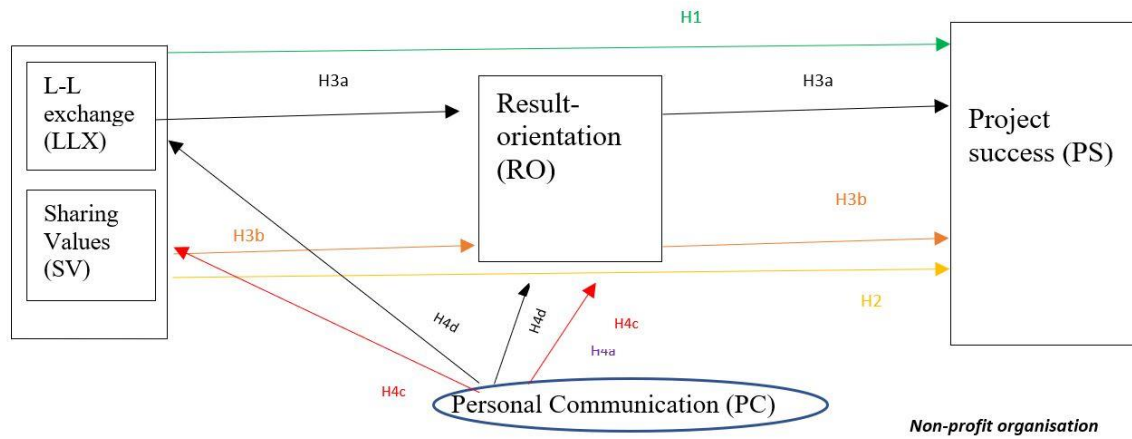 H1
L-L
exchange
(LLX)
H3a
Result-
orientation
(RO)
H3a
Project
success (PS)
Sharing
Values
(SV)
H3b
H3b
H2
H4d
H4d
H4c
H4a
H4c
Personal Communication (PC)
Non-profit organisation